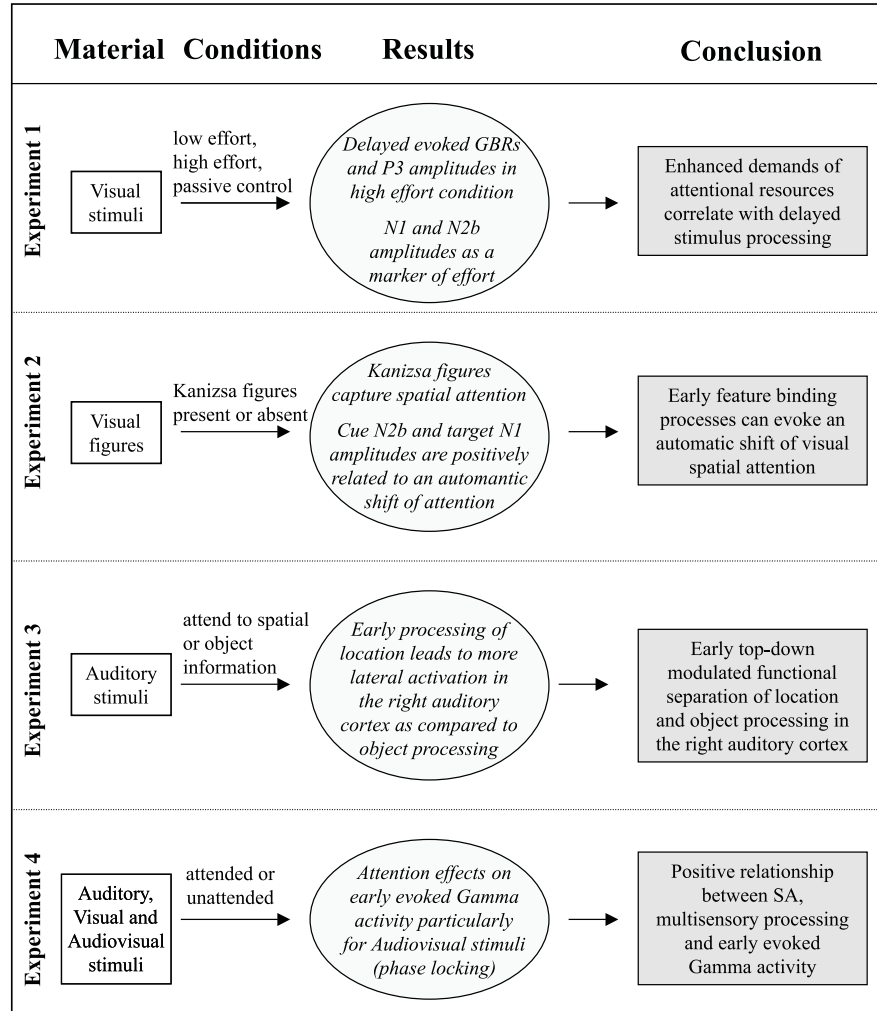 Material Conditions Results Conclusion
Experiment 1
Visual
stimuli
low effort,
high effort,
passive control
Delayed evoked GBRs
and P3 amplitudes in
high effort condition
N1 and N2b
amplitudes as a
marker of effort
Enhanced demands of
attentional resources
correlate with delayed
stimulus processing
Experiment 2
Visual
figures
Kanizsa figures
present or absent
Kanizsa figures
capture spatial attention
Cue N2b and target N1
amplitudes are positively
related to an automantic
shift of attention
Early feature binding
processes can evoke an
automatic shift of visual
spatial attention
Experiment 3
Auditory
stimuli
attend to spatial
or object
information
Early processing of
location leads to more
lateral activation in
the right auditory
cortex as compared to
object processing
Early top-down
modulated functional
separation of location
and object processing in
the right auditory cortex
Experiment 4
Auditory,
Visual and
Audiovisual
stimuli
attended or
unattended
Attention effects on
early evoked Gamma
activity particularly
for Audiovisual stimuli
(phase locking)
Positive relationship
between SA,
multisensory processing
and early evoked
Gamma activity